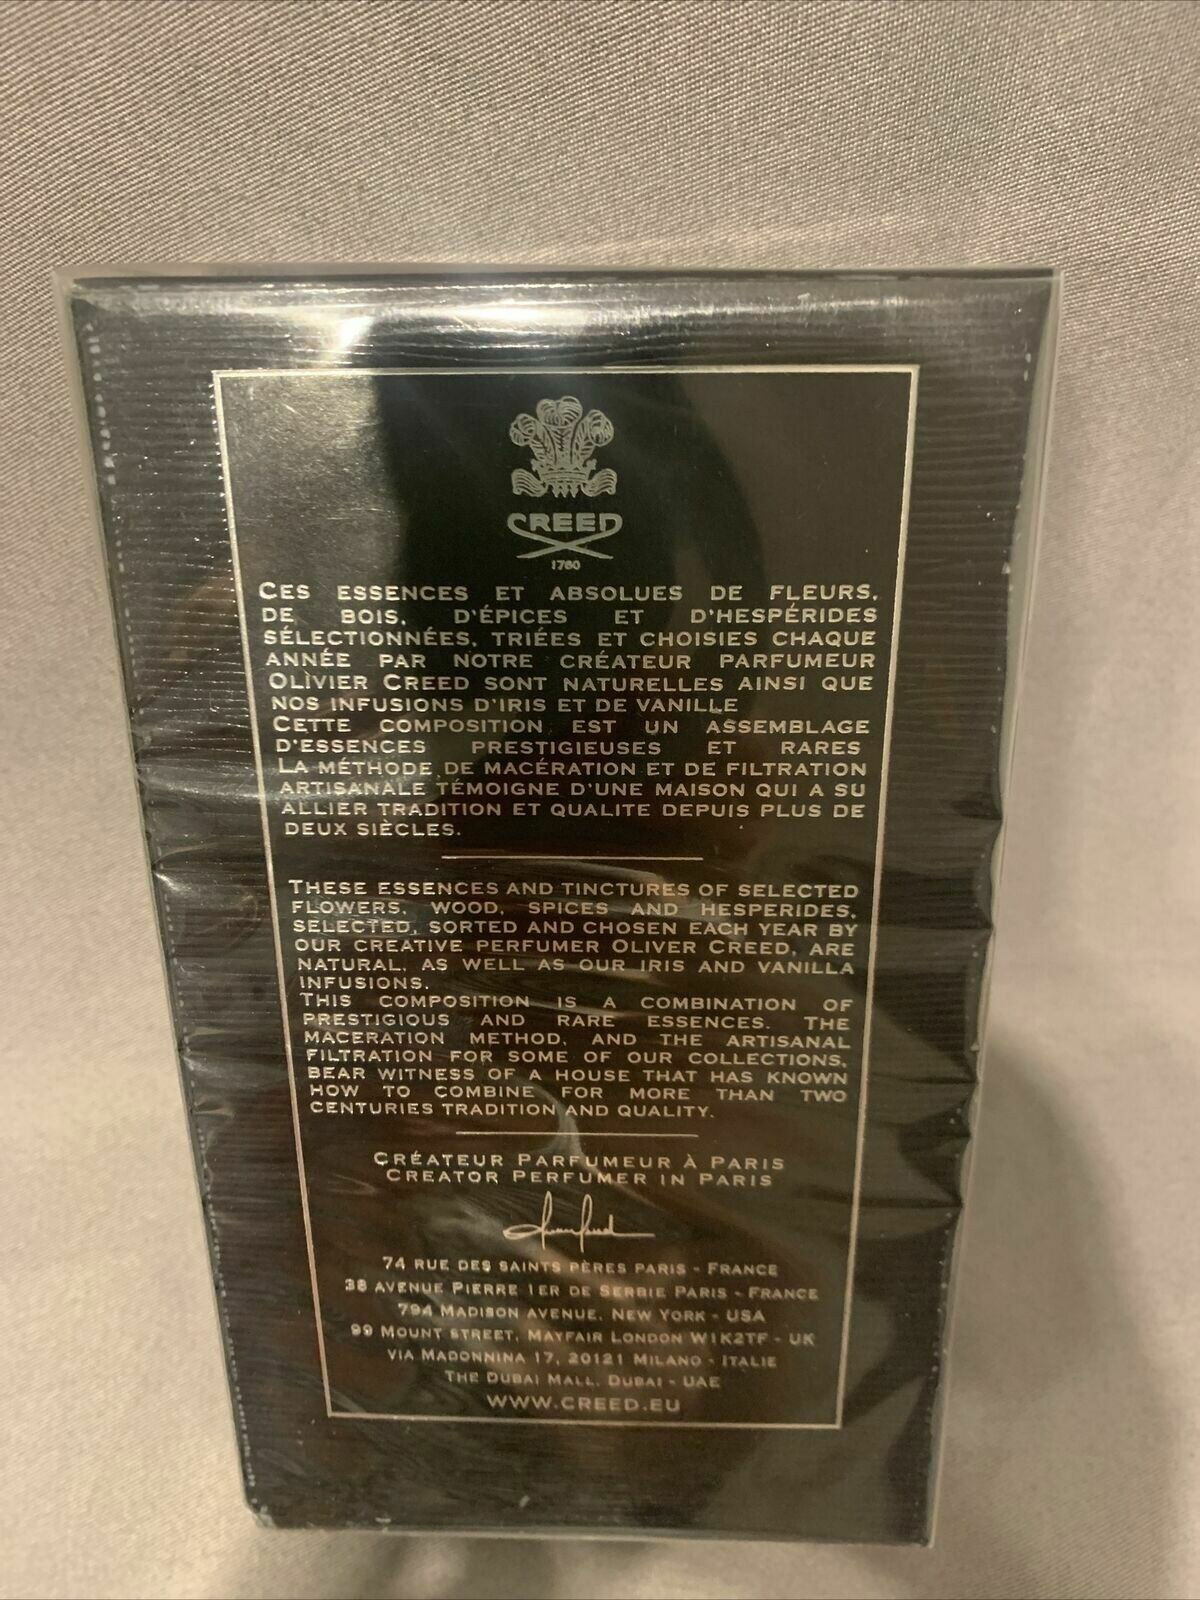 CREED
1760
CES ESSENCES ET ABSOLUES DE FLEURS,
DE BOIS, D'ÉPICES ET D'HESPÉRIDES
SÉLECTIONNÉES, TRIÉES ET CHOISIES CHAQUE
ANNÉE PAR NOTRE CRÉATEUR PARFUMEUR
OLIVIER CREED SONT NATURELLES AINSI QUE
NOS INFUSIONS D'IRIS ET DE VANILLE
CETTE COMPOSITION EST UN ASSEMBLAGE
D'ESSENCES PRESTIGIEUSES ET RARES
LA MÉTHODE DE MACÉRATION ET DE FILTRATION
ARTISANALE TÉMOIGNE D'UNE MAISON QUI A SU
ALLIER TRADITION ET QUALITE DEPUIS PLUS DE
DEUX SIÈCLES.
THESE ESSENCES AND TINCTURES OF SELECTED
FLOWERS, WOOD, SPICES AND HESPERIDES,
SELECTED, SORTED AND CHOSEN EACH YEAR BY
OUR CREATIVE PERFUMER OLIVER CREED, ARE
NATURAL, AS WELL AS OUR IRIS AND VANILLA
INFUSIONS.
THIS COMPOSITION IS A COMBINATION OF
PRESTIGIOUS AND RARE ESSENCES. THE
MACERATION METHOD, AND THE ARTISANAL
FILTRATION FOR SOME OF OUR COLLECTIONS,
BEAR WITNESS OF A HOUSE THAT HAS KNOWN
HOW TO COMBINE FOR MORE THAN TWO
CENTURIES TRADITION AND QUALITY.
CRÉATEUR PARFUMEUR À PARIS
CREATOR PERFUMER IN PARIS
74 RUE DES SAINTS PÈRES PARIS - FRANCE
38 AVENUE PIERRE 1ER DE SERBIE PARIS - FRANCE
794 MADISON AVENUE, NEW YORK - USA
99 MOUNT STREET, MAYFAIR LONDON W1K2TF - UK
VIA MADONNINA 17, 20121 MILANO - ITALIE
THE DUBAI MALL, DUBAI - UAE
WWW.CREED.EU